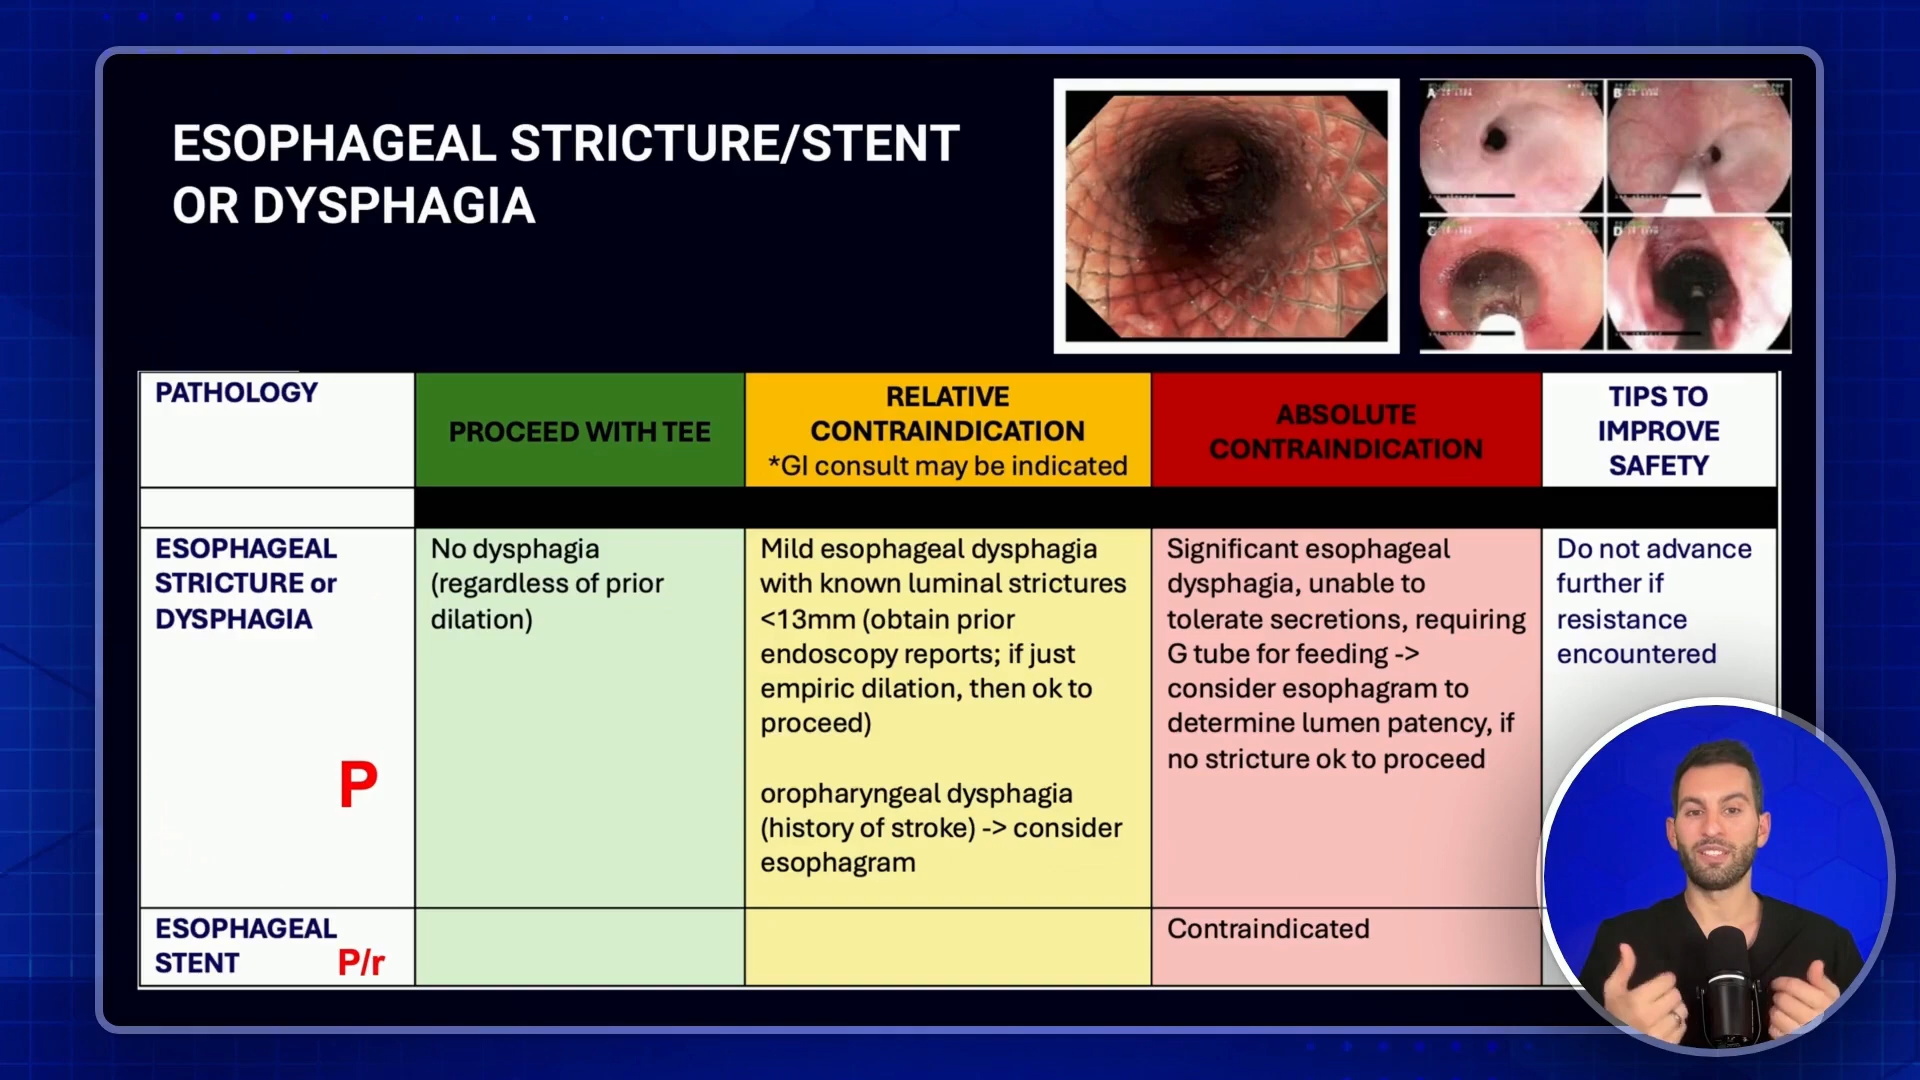 ESOPHAGEAL STRICTURE/STENT
OR DYSPHAGIA
A
B
C
D
PATHOLOGY
PROCEED WITH TEE
RELATIVE
CONTRAINDICATION
*GI consult may be indicated
ABSOLUTE
CONTRAINDICATION
TIPS TO
IMPROVE
SAFETY
ESOPHAGEAL
STRICTURE or
DYSPHAGIA
P
No dysphagia
(regardless of prior
dilation)
Mild esophageal dysphagia
with known luminal strictures
<13mm (obtain prior
endoscopy reports; if just
empiric dilation, then ok to
proceed)
oropharyngeal dysphagia
(history of stroke) -> consider
esophagram
Significant esophageal
dysphagia, unable to
tolerate secretions, requiring
G tube for feeding ->
consider esophagram to
determine lumen patency, if
no stricture ok to proceed
Do not advance
further if
resistance
encountered
ESOPHAGEAL
STENT
P/r
Contraindicated